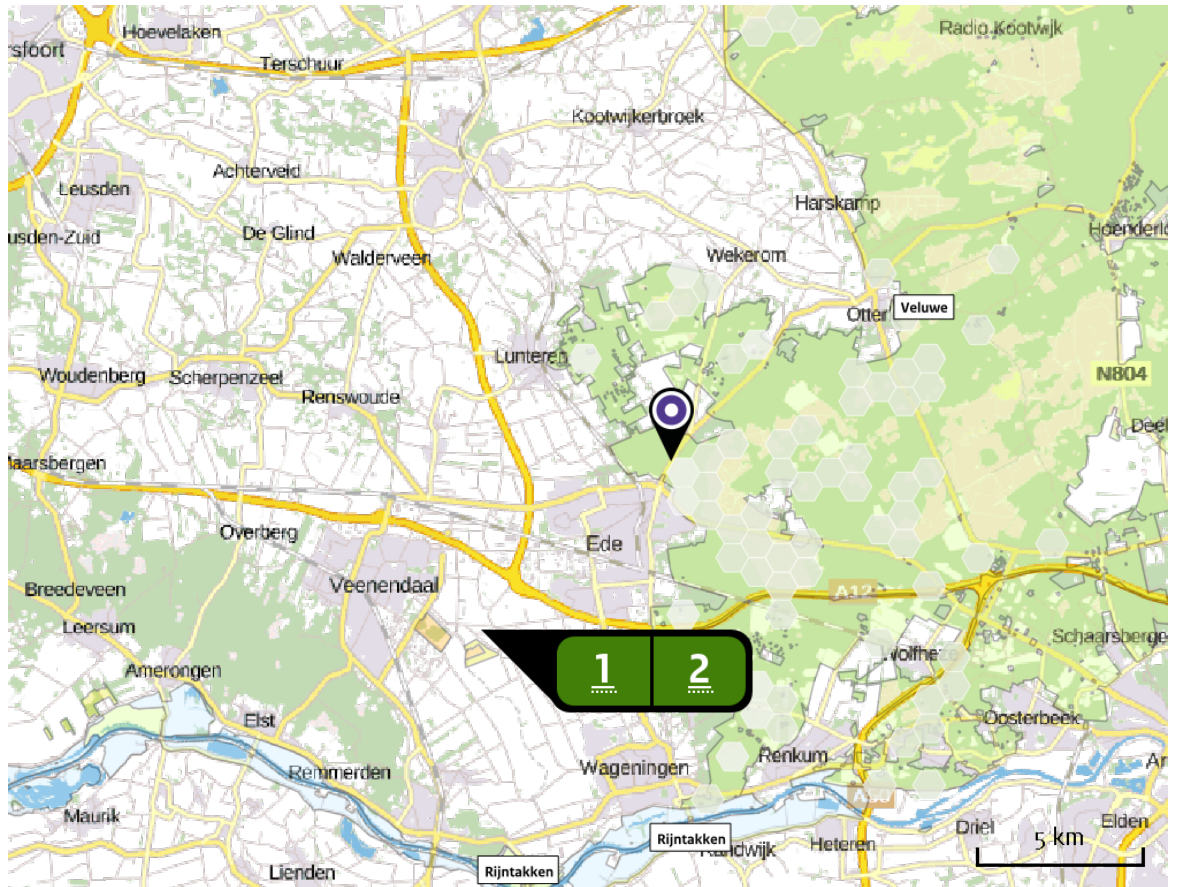 Hoevelaken
rsfoort
Terschuur
Radio Kootwijk
Kootwijkerbroek
Achterveld
Leusden
Harskamp
usden-Zuid
De Glind
Hoenderlo
Walderveen
Wekerom
Otter
Veluwe
Lunteren
Woudenberg
Scherpenzeel
Renswoude
N804
Deel
aarsbergen
Overberg
Ede
Veenendaal
Breedeveen
A12
Leersum
Schaarsberge
Wolfheze
Amerongen
1
2
Elst
Oosterbeek
Remmerden
Wageningen
Renkum
Ar
A50
Maurik
Rijntakken
Randwijk
Heteren
Driel
Elden
5 km
Lienden
Rijntakken